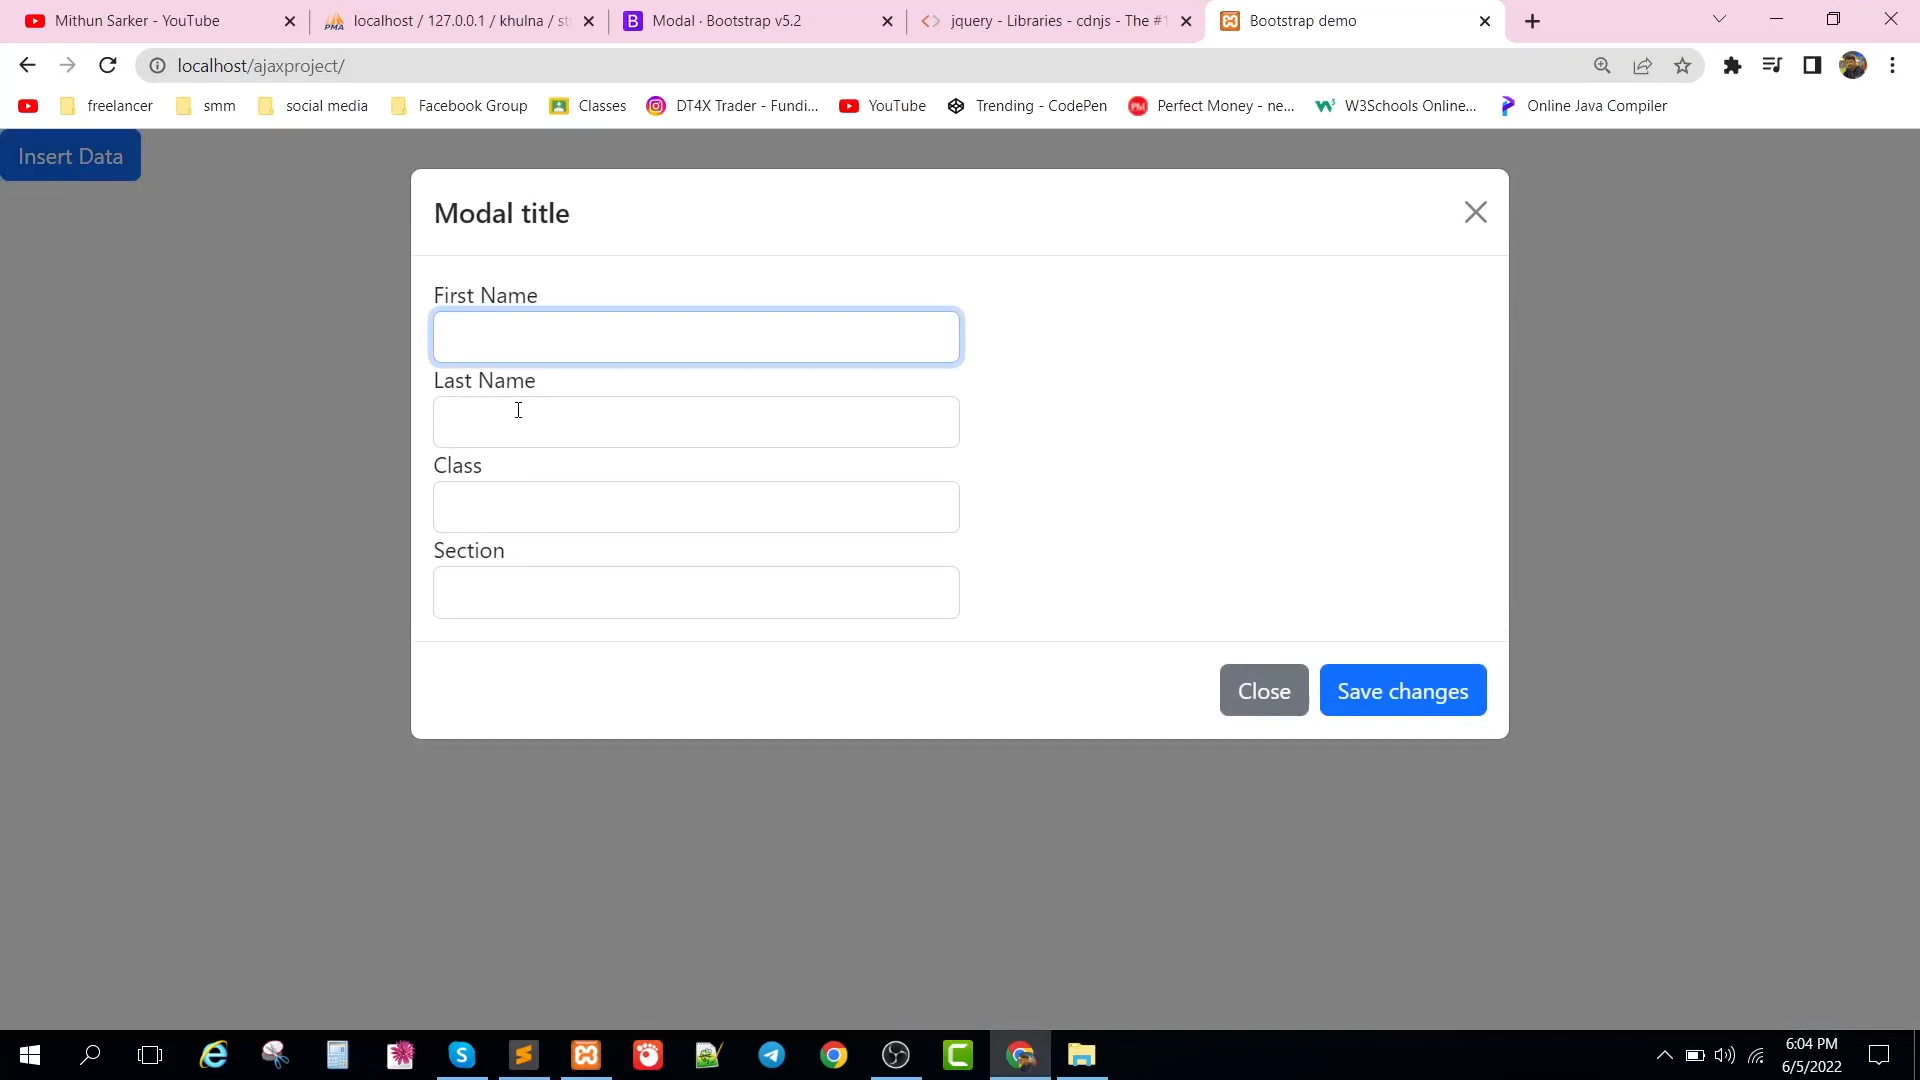 Mithun Sarker - YouTube
localhost / 127.0.0.1 / khulna / st
Modal · Bootstrap v5.2
jquery - Libraries - cdnjs - The #1
Bootstrap demo
localhost/ajaxproject/
freelancer
smm
social media
Facebook Group
Classes
DT4X Trader - Fundi...
YouTube
Trending - CodePen
Perfect Money - ne...
W3Schools Online...
Online Java Compiler
Insert Data
Modal title
First Name
Last Name
Class
Section
Close
Save changes
6:04 PM
6/5/2022